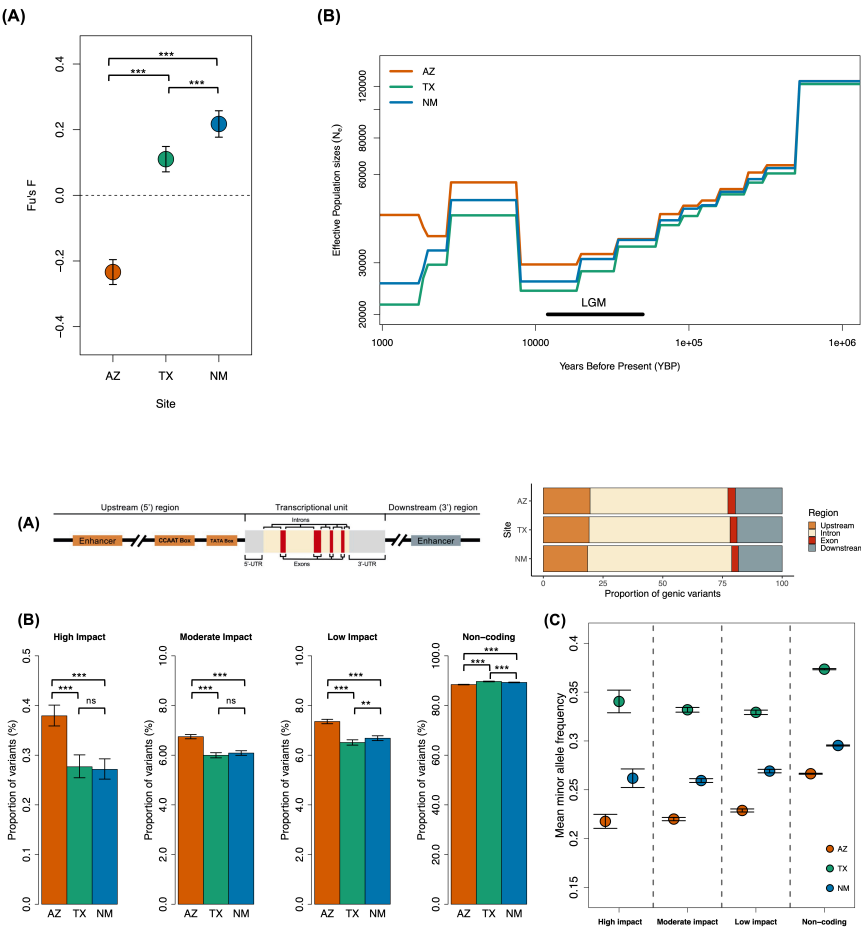 (A)
Fu's F
0.4
0.2
0.0
−0.2
−0.4
***
***
***
AZ
TX
NM
Site
(B)
Effective Population sizes (Ne)
120000
80000
60000
30000
20000
AZ
TX
NM
LGM
1000
10000
1e+05
1e+06
Years Before Present (YBP)
(A)
Upstream (5') region
Transcriptional unit
Downstream (3') region
Introns
Enhancer
CCAAT Box
TATA Box
Enhancer
5'-UTR
Exons
3'-UTR
Site
AZ
TX
NM
0
25
50
75
100
Proportion of genic variants
Region
Upstream
Intron
Exon
Downstream
(B)
High Impact
Proportion of variants (%)
0.5
0.4
0.3
0.2
0.1
0.0
***
***
ns
AZ
TX
NM
Moderate Impact
Proportion of variants (%)
10.0
8.0
6.00
4.0
2.0
0.0
***
***
ns
AZ
TX
NM
Low Impact
Proportion of variants (%)
10.0
8.0
6.00
4.0
2.0
0.0
***
***
**
AZ
TX
NM
Non−coding
Proportion of variants (%)
100.0
80.0
60.0
40.0
20.0
0.0
***
***
***
AZ
TX
NM
(C)
Mean minor allele frequency
0.4
0.35
0.3
0.25
0.2
0.15
AZ
TX
NM
High impact
Moderate impact
Low impact
Non−coding